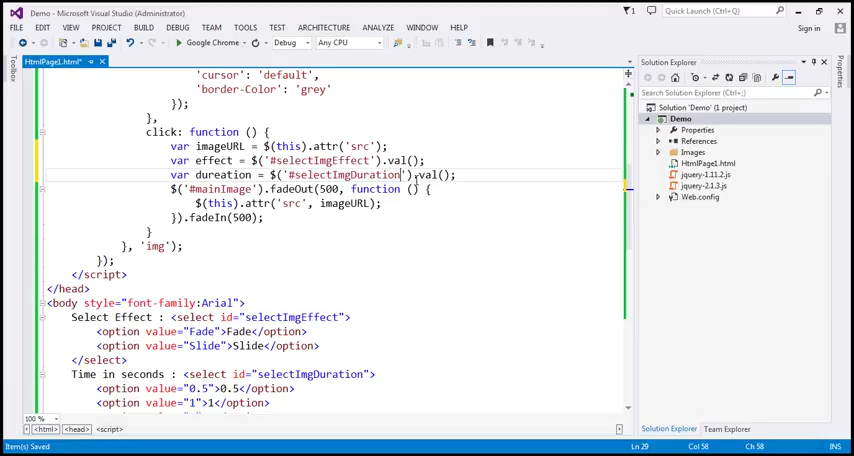 Demo - Microsoft Visual Studio (Administrator)
1
Quick Launch (Ctrl+Q)
FILE EDIT VIEW PROJECT BUILD DEBUG TEAM TOOLS TEST ARCHITECTURE ANALYZE WINDOW HELP
Sign in
Google Chrome Debug Any CPU
Toolbox
HtmlPage1.html*
'cursor': 'default',
'border-Color': 'grey'
});
},
click: function () {
var imageURL = $(this).attr('src');
var effect = $('#selectImgEffect').val();
var dureation = $('#selectImgDuration').val();
$('#mainImage').fadeOut(500, function () {
$(this).attr('src', imageURL);
}).fadeIn(500);
}
}, 'img');
});
</script>
</head>
<body style="font-family:Arial">
Select Effect : <select id="selectImgEffect">
<option value="Fade">Fade</option>
<option value="Slide">Slide</option>
</select>
Time in seconds : <select id="selectImgDuration">
<option value="0.5">0.5</option>
<option value="1">1</option>
100 %
<html> <head> <script>
Solution Explorer
Search Solution Explorer (Ctrl+;)
Solution 'Demo' (1 project)
Demo
Properties
References
Images
HtmlPage1.html
jquery-1.11.2.js
jquery-2.1.3.js
Web.config
Solution Explorer Team Explorer
Properties
Item(s) Saved
Ln 29 Col 58 Ch 58 INS